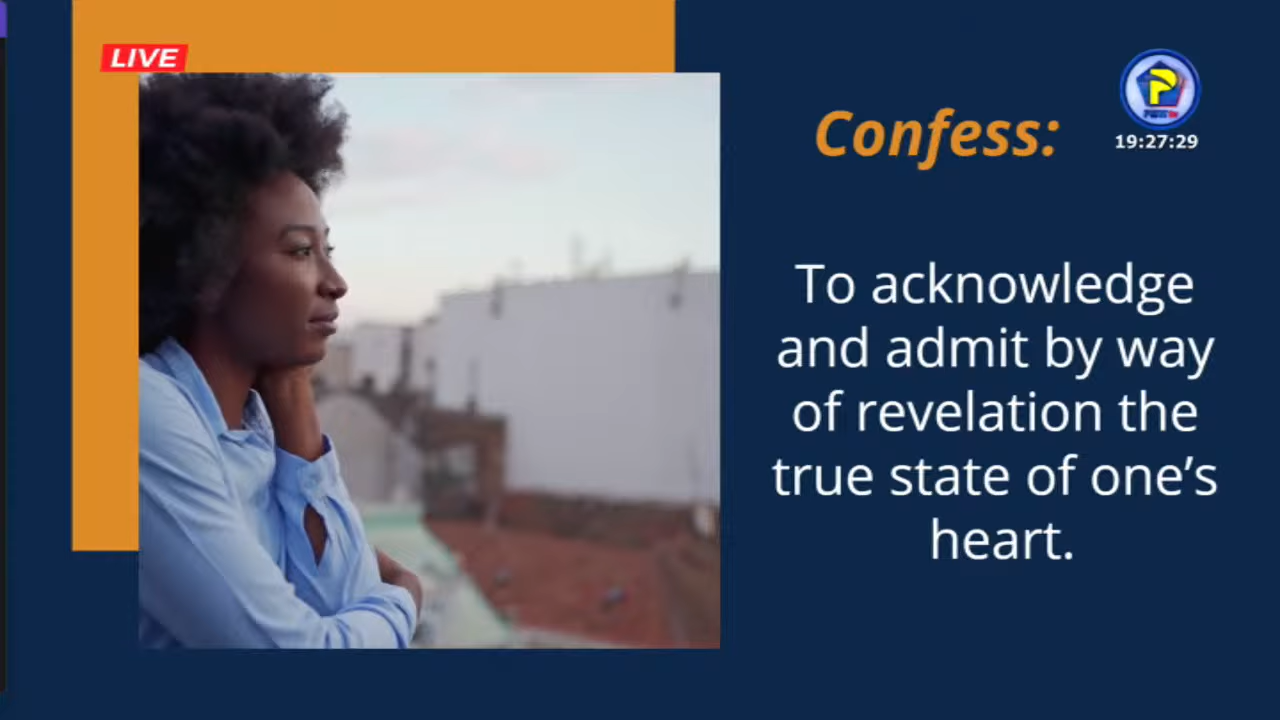 LIVE
Confess:
P
19:27:29
To acknowledge
and admit by way
of revelation the
true state of one's
heart.